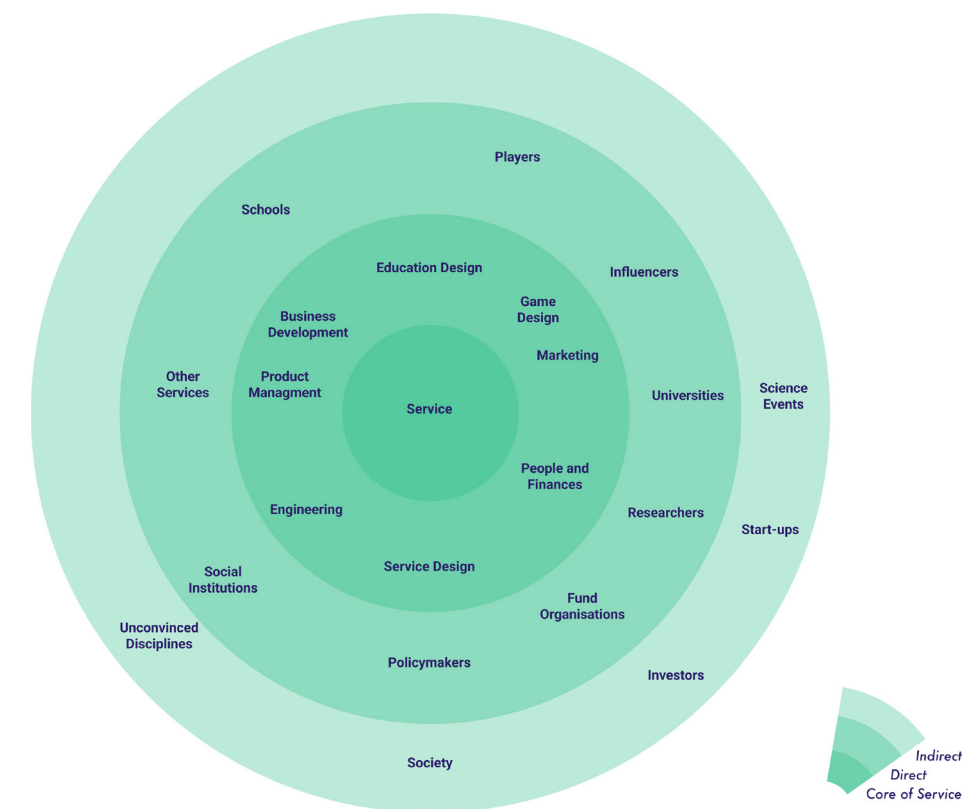 Players
Schools
Education Design
Influencers
Game
Design
Business
Development
Marketing
Other
Services
Product
Managment
Universities
Science
Events
Service
People and
Finances
Engineering
Researchers
Start-ups
Service Design
Social
Institutions
Fund
Organisations
Unconvinced
Disciplines
Policymakers
Investors
Society
Indirect
Direct
Core of Service